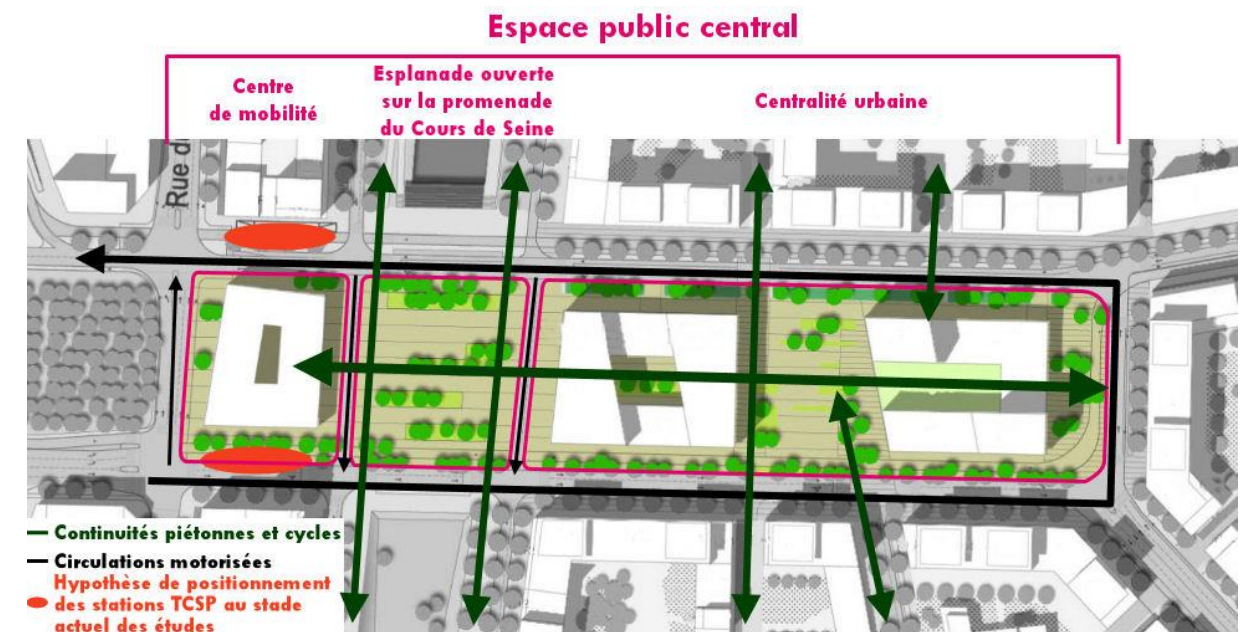 Espace public central
Centre
de mobilité
Esplanade ouverte
sur la promenade
du Cours de Seine
Centralité urbaine
Rue
Continuités piétonnes et cycles
Circulations motorisées
Hypothèse de positionnement
des stations TCSP au stade
actuel des études